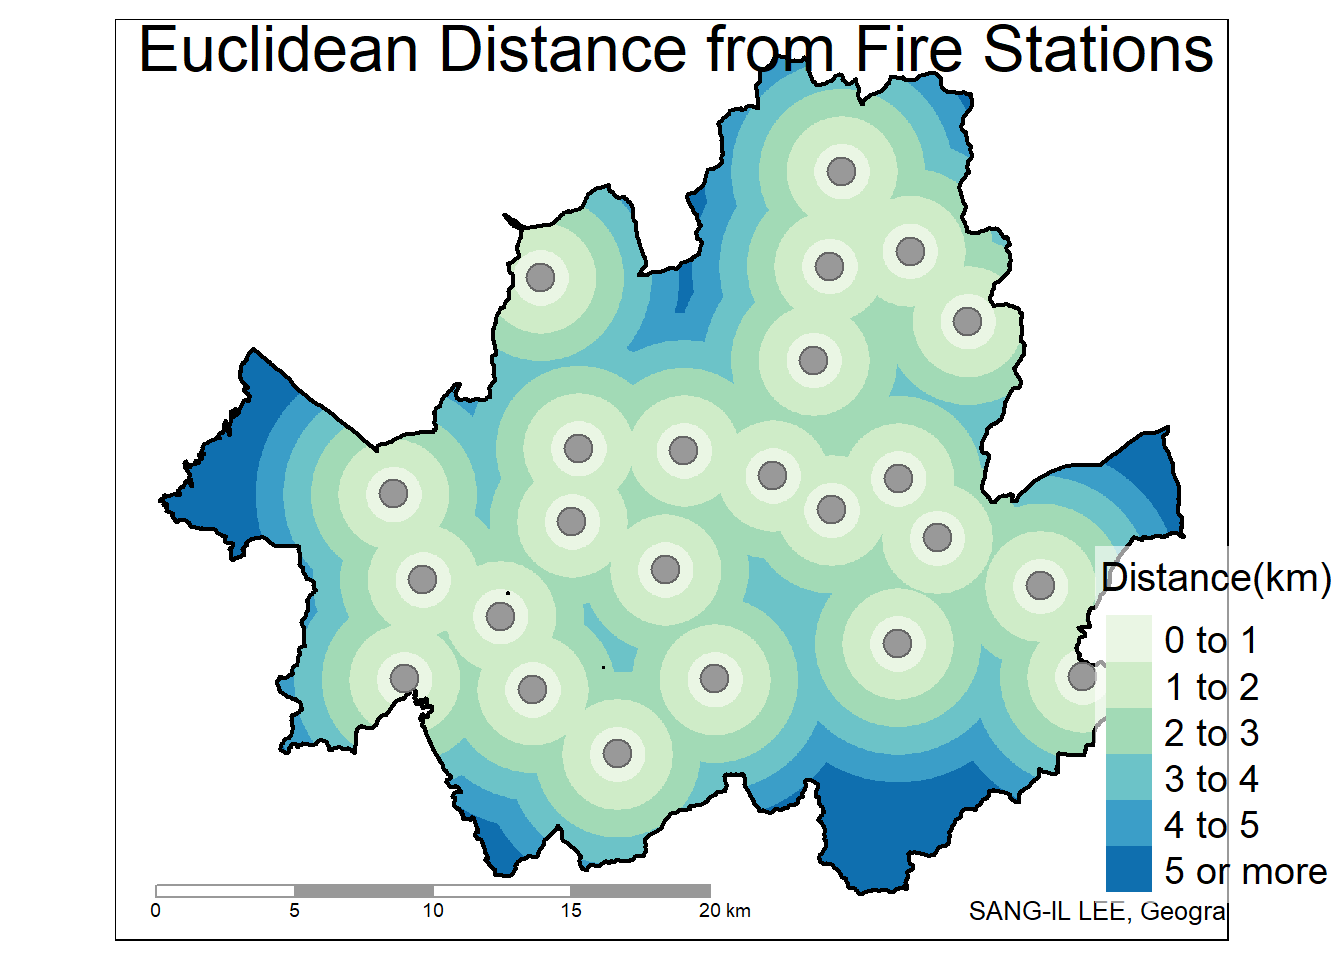 Euclidean Distance from Fire Stations
Distance(km)
0 to 1
1 to 2
2 to 3
3 to 4
4 to 5
5 or more
0 5 10 15 20 km
SANG-IL LEE, Geogra